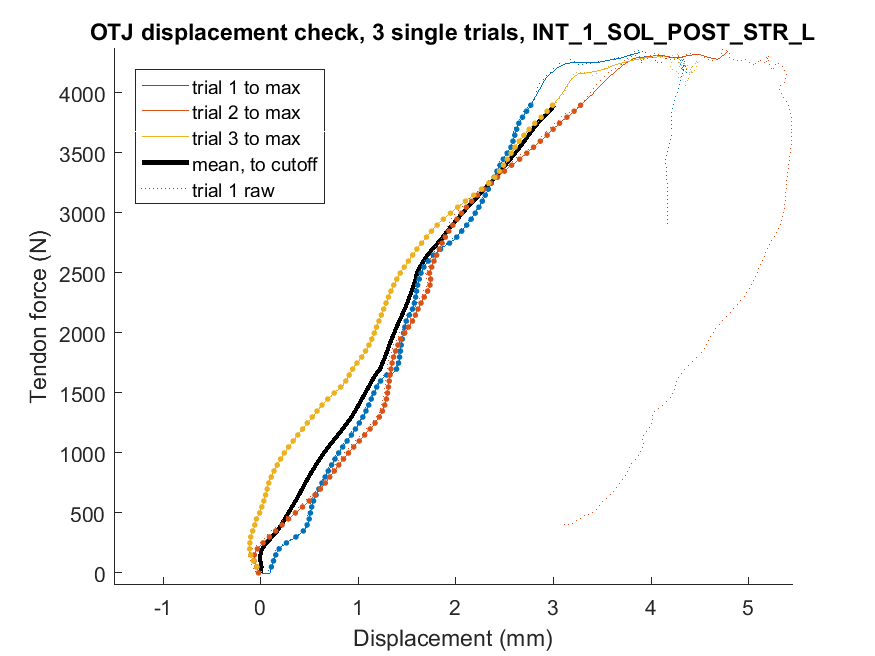 OTJ displacement check, 3 single trials, INT_1_SOL_POST_STR_L
trial 1 to max
trial 2 to max
trial 3 to max
mean, to cutoff
trial 1 raw
Tendon force (N)
4000
3500
3000
2500
2000
1500
1000
500
0
-1 0 1 2 3 4 5
Displacement (mm)